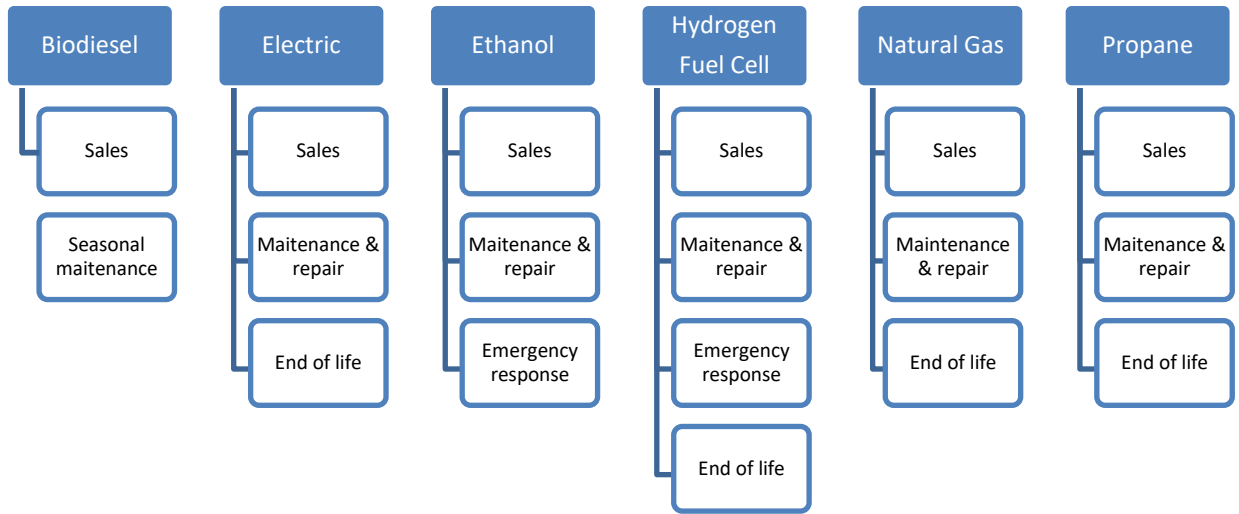 Biodiesel
Sales
Seasonal
maitenance
Electric
Sales
Maitenance &
repair
End of life
Ethanol
Sales
Maitenance &
repair
Emergency
response
Hydrogen
Fuel Cell
Sales
Maitenance &
repair
Emergency
response
End of life
Natural Gas
Sales
Maintenance
& repair
End of life
Propane
Sales
Maitenance &
repair
End of life